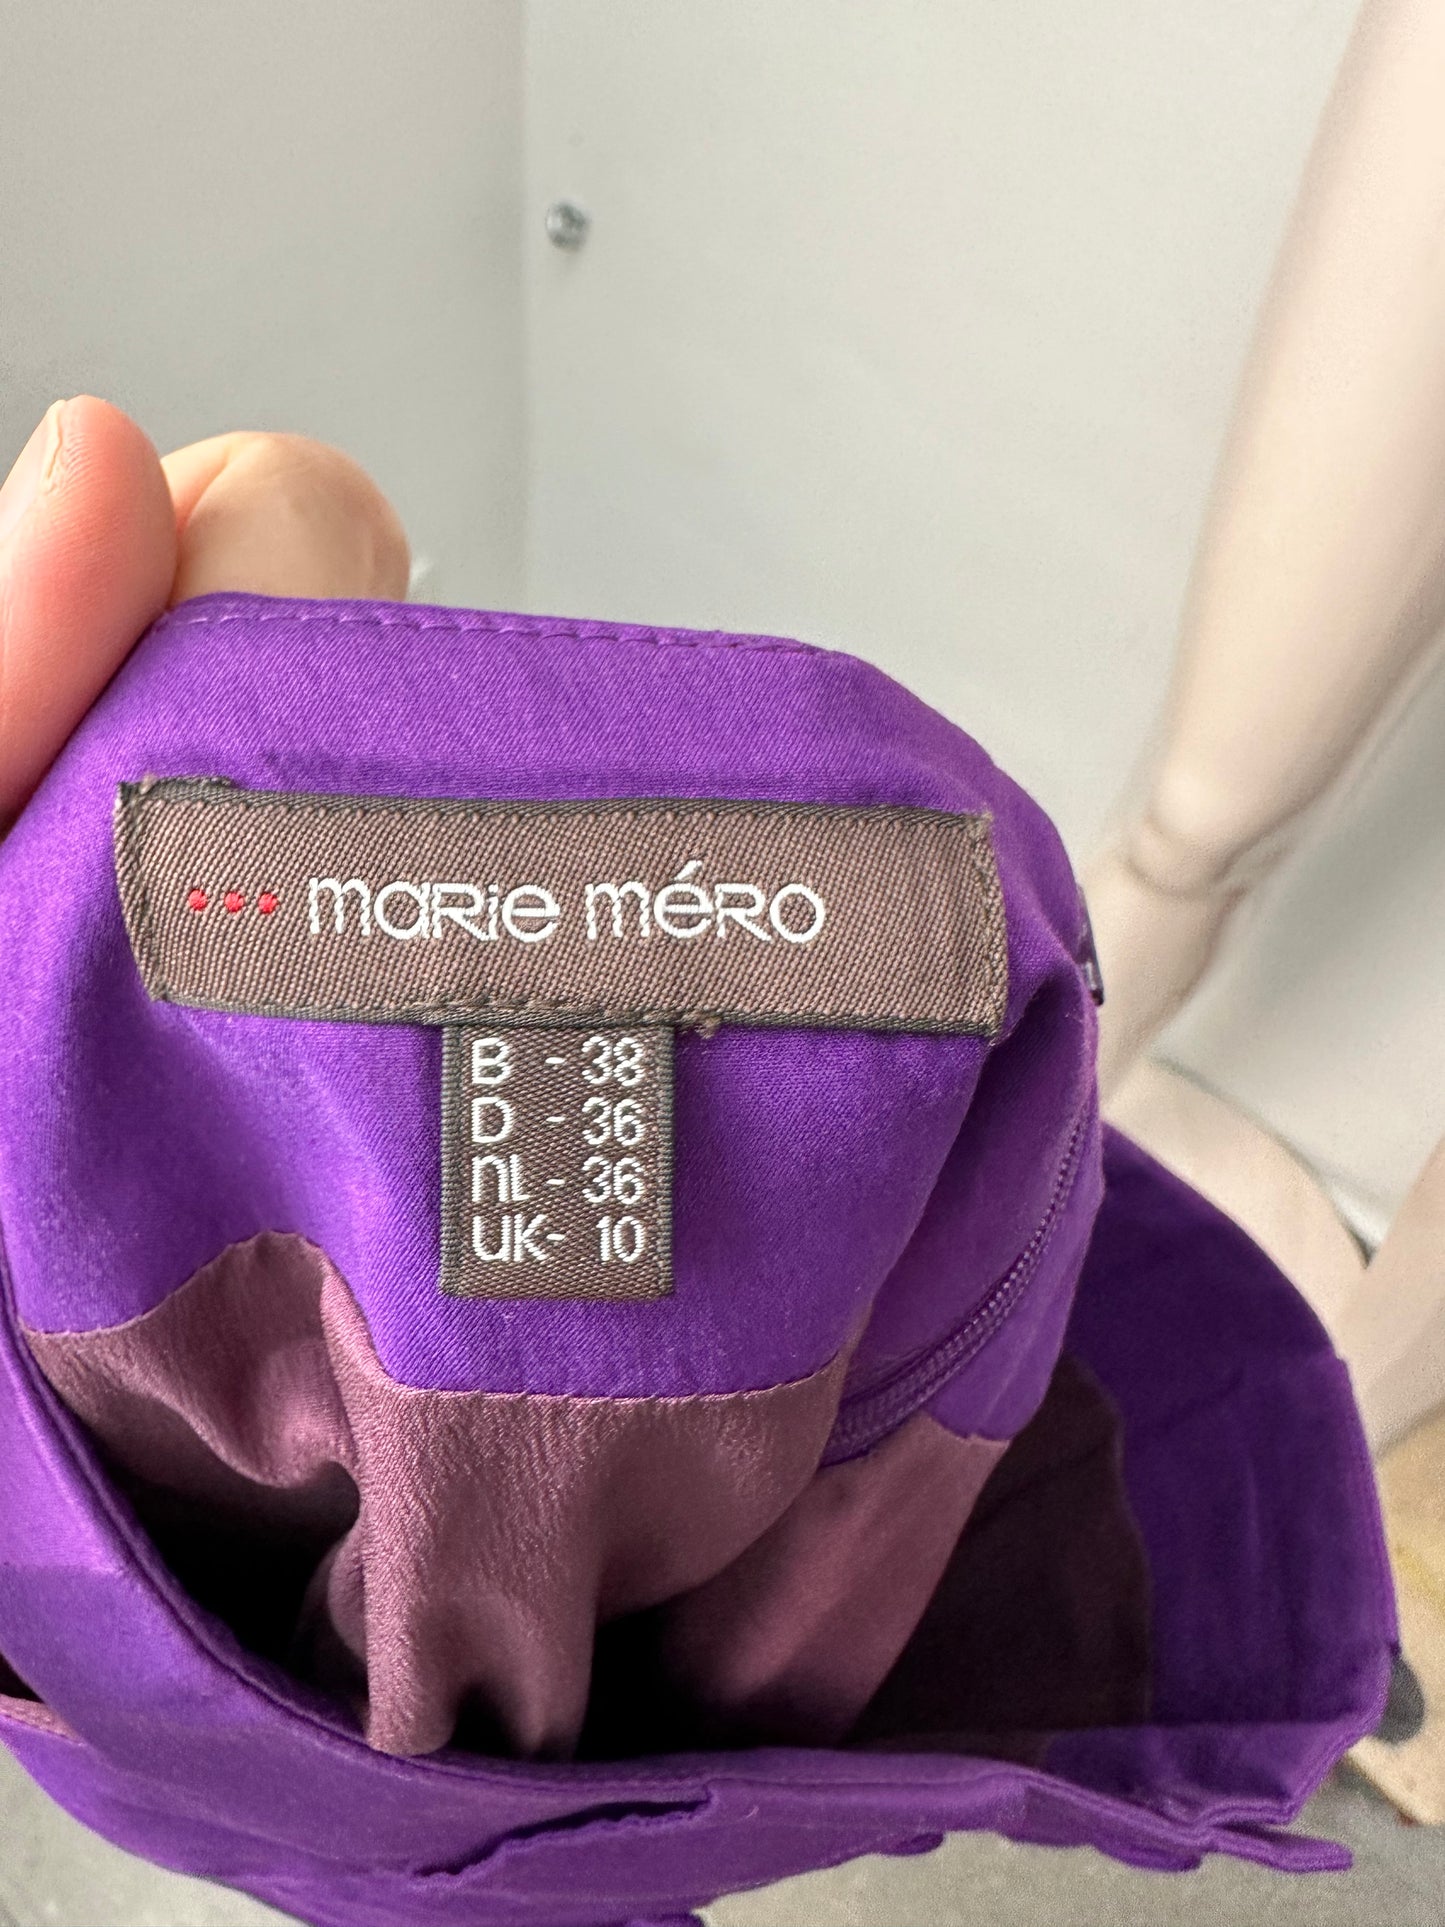 ••• marie méro
B - 38
D - 36
NL - 36
UK- 10